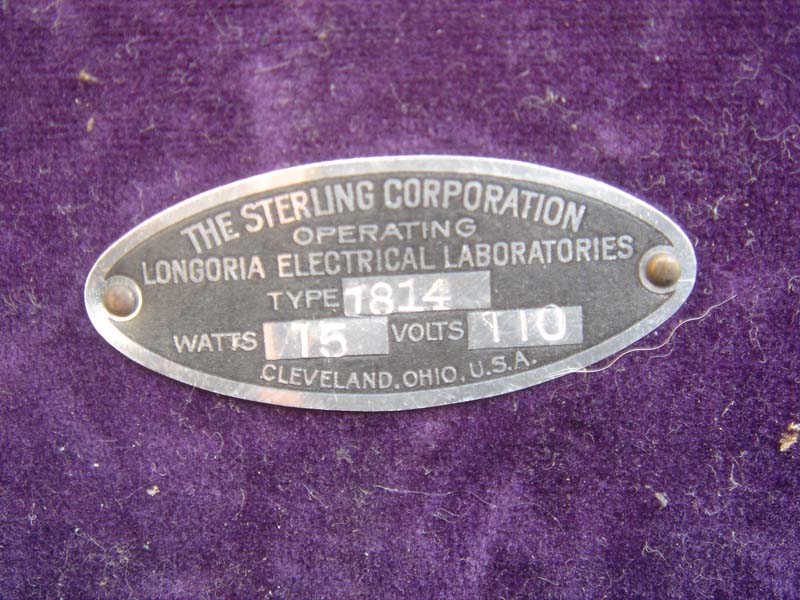 THE STERLING CORPORATION
OPERATING
LONGORIA ELECTRICAL LABORATORIES
TYPE 1814
WATTS 15 VOLTS 110
CLEVELAND, OHIO, U.S.A.